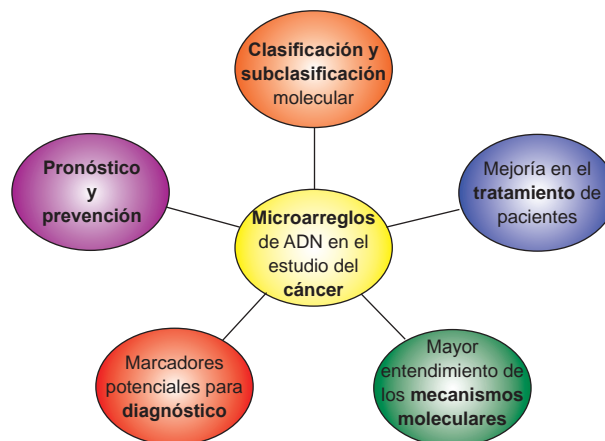 Clasificación y
subclasificación
molecular
Pronóstico
y
prevención
Mejoría en el
tratamiento de
pacientes
Microarreglos
de ADN en el
estudio del
cáncer
Marcadores
potenciales para
diagnóstico
Mayor
entendimiento de
los mecanismos
moleculares